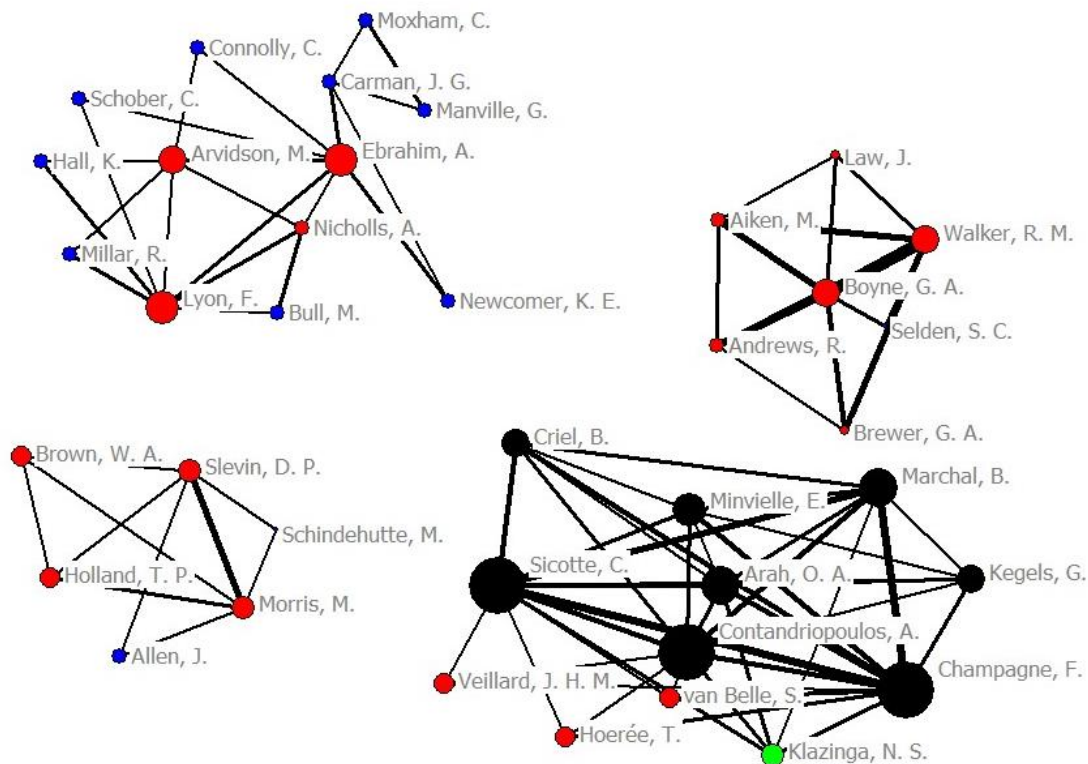 Moxham, C.
Connolly, C.
Carman, J. G.
Schober, C.
Manville, G.
Arvidson, M.
Ebrahim, A.
Hall, K.
Nicholls, A.
Millar, R.
Lyon, F.
Bull, M.
Newcomer, K. E.
Law, J.
Aiken, M.
Walker, R. M.
Boyne, G. A.
Selden, S. C.
Andrews, R.
Brewer, G. A.
Brown, W. A.
Slevin, D. P.
Schindehutte, M.
Holland, T. P.
Morris, M.
Allen, J.
Criel, B.
Marchal, B.
Minvielle, E.
Sicotte, C.
Arah, O. A.
Kegels, G.
Contandriopoulos, A.
Champagne, F.
Veillard, J. H. M.
van Belle, S.
Hoerée, T.
Klazinga, N. S.